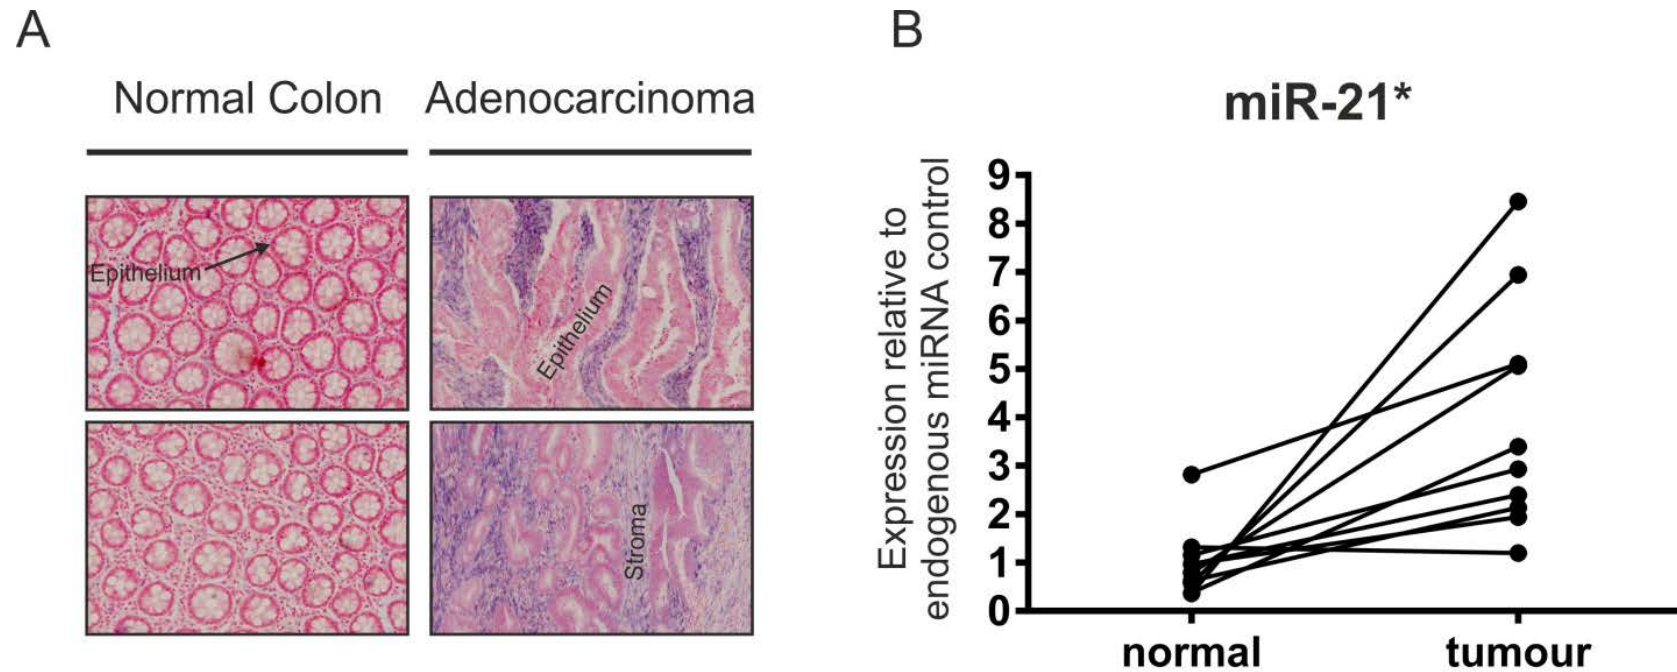 A
Normal Colon
Adenocarcinoma
Epithelium
Epithelium
Stroma
B
miR-21*
Expression relative to
endogenous miRNA control
9
8
7
6
5
4
3
2
1
0
normal
tumour